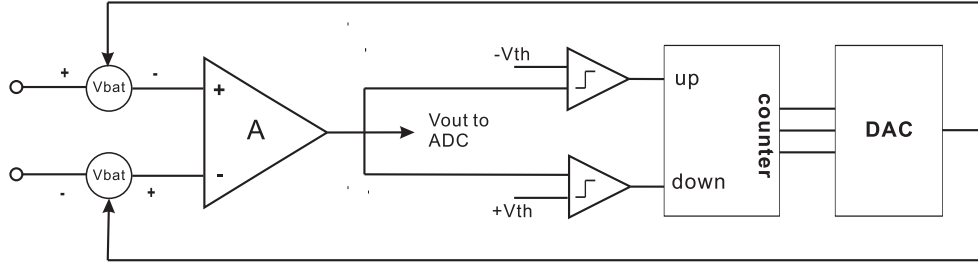 +
-
Vbat
+
A
Vout to
ADC
-
Vbat
-
+
-Vth
+Vth
up
down
counter
DAC